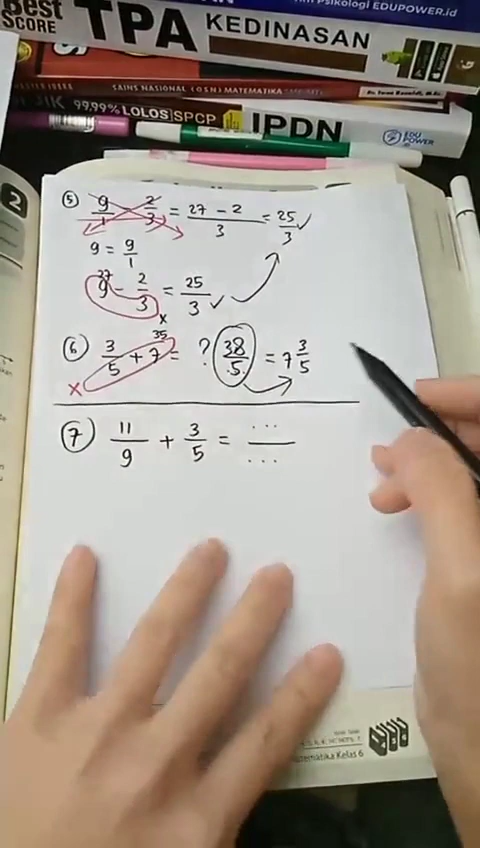 Best
SCORE
TPA KEDINASAN
Psikologi EDUPOWER.id
SAINS NASIONAL (OSN) MATEMATIKA
99,99% LOLOS SPCP IPDN
EDU
POWER
2
5 9/1 2/3 = 27 - 2/3 = 25/3 ✓
9 = 9/1
27
9 - 2/3 = 25/3 ✓
x
35
6 3/5 + 7 = ? 38/5 = 7 3/5
x
7 11/9 + 3/5 = .../...
Matematika Kelas 6